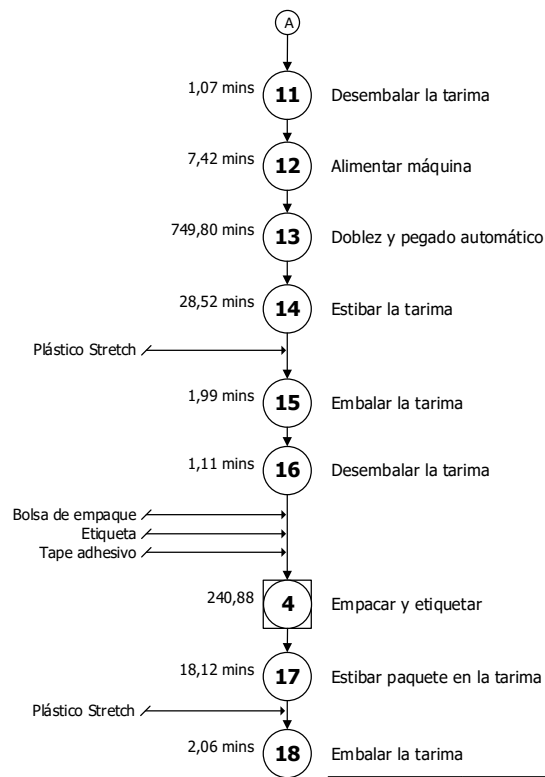 A
1,07 mins 11 Desembalar la tarima
7,42 mins 12 Alimentar máquina
749,80 mins 13 Doblez y pegado automático
28,52 mins 14 Estibar la tarima
Plástico Stretch
1,99 mins 15 Embalar la tarima
1,11 mins 16 Desembalar la tarima
Bolsa de empaque
Etiqueta
Tape adhesivo
240,88 4 Empacar y etiquetar
18,12 mins 17 Estibar paquete en la tarima
Plástico Stretch
2,06 mins 18 Embalar la tarima